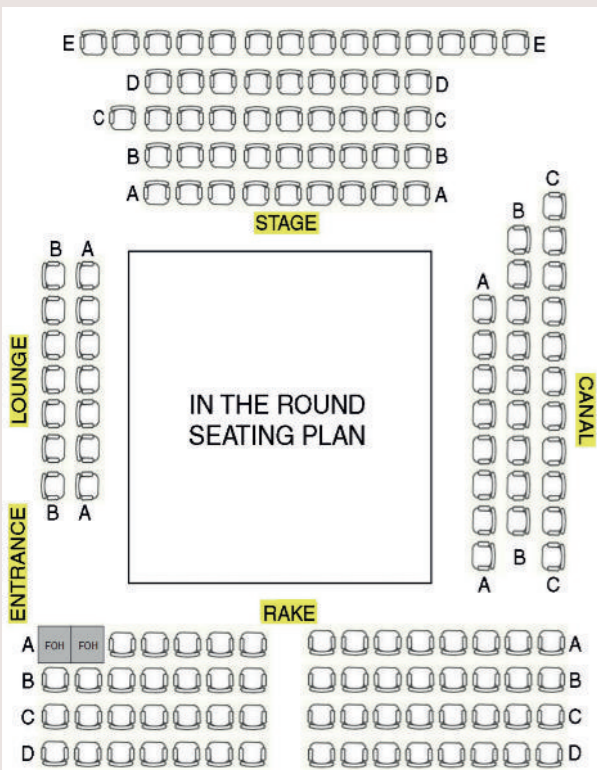 E E
D D
C C
B B
A A
STAGE
C
B
B A
A
LOUNGE
IN THE ROUND
SEATING PLAN
CANAL
B A
ENTRANCE
B
A C
RAKE
A FOH FOH A
B B
C C
D D